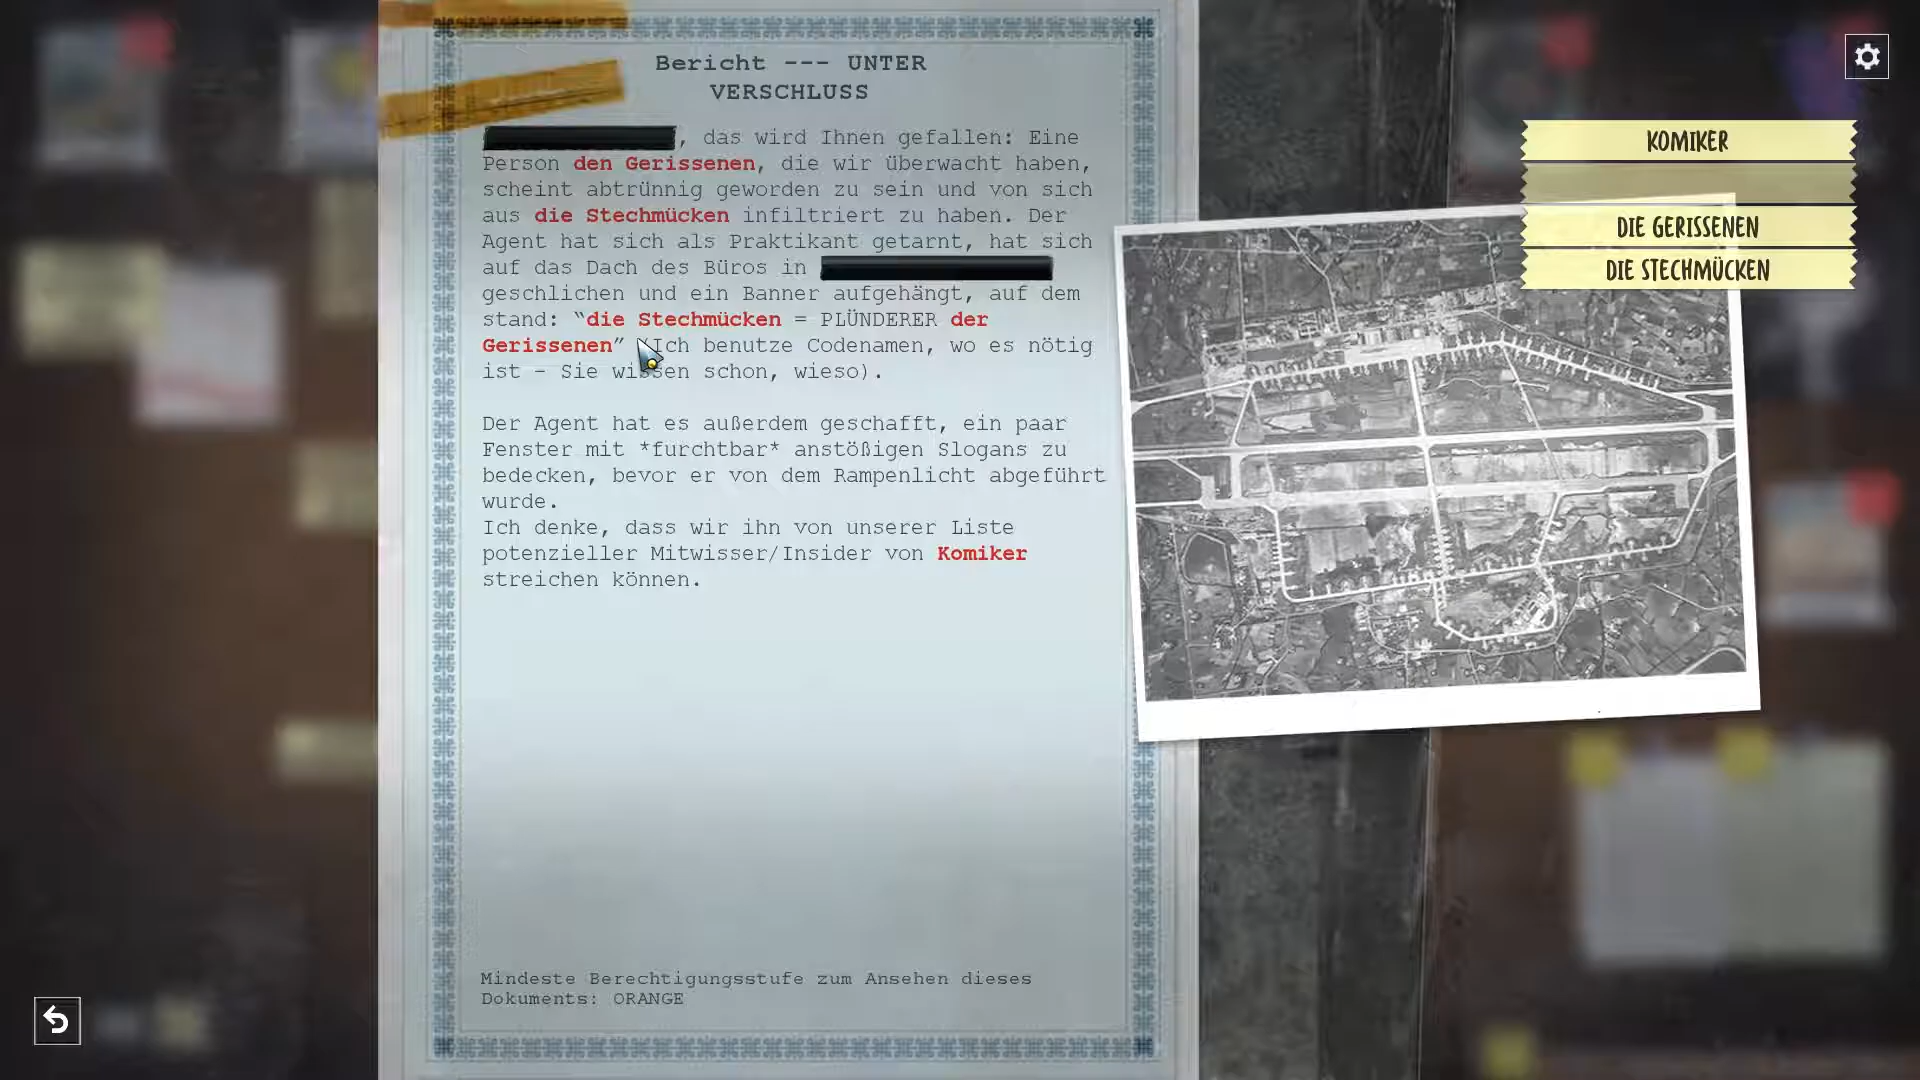 Bericht --- UNTER
VERSCHLUSS
, das wird Ihnen gefallen: Eine
Person den Gerissenen, die wir überwacht haben,
scheint abtrünnig geworden zu sein und von sich
aus die Stechmücken infiltriert zu haben. Der
Agent hat sich als Praktikant getarnt, hat sich
auf das Dach des Büros in
geschlichen und ein Banner aufgehängt, auf dem
stand: “die Stechmücken = PLÜNDERER der
Gerissenen” (Ich benutze Codenamen, wo es nötig
ist - Sie wissen schon, wieso).
Der Agent hat es außerdem geschafft, ein paar
Fenster mit *furchtbar* anstößigen Slogans zu
bedecken, bevor er von dem Rampenlicht abgeführt
wurde.
Ich denke, dass wir ihn von unserer Liste
potenzieller Mitwisser/Insider von Komiker
streichen können.
Mindeste Berechtigungsstufe zum Ansehen dieses
Dokuments: ORANGE
KOMIKER
DIE GERISSENEN
DIE STECHMÜCKEN